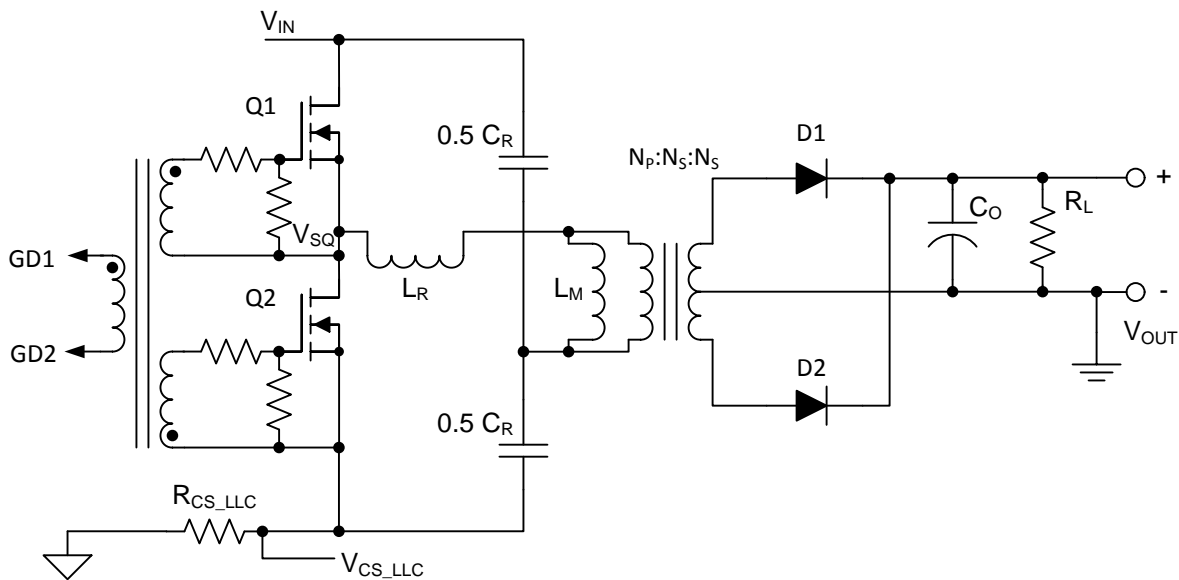 V_IN
Q1
0.5 C_R
D1
N_P:N_S:N_S
+
C_O
R_L
V_SQ
GD1
L_R
L_M
Q2
-
GD2
V_OUT
D2
0.5 C_R
R_CS_LLC
V_CS_LLC